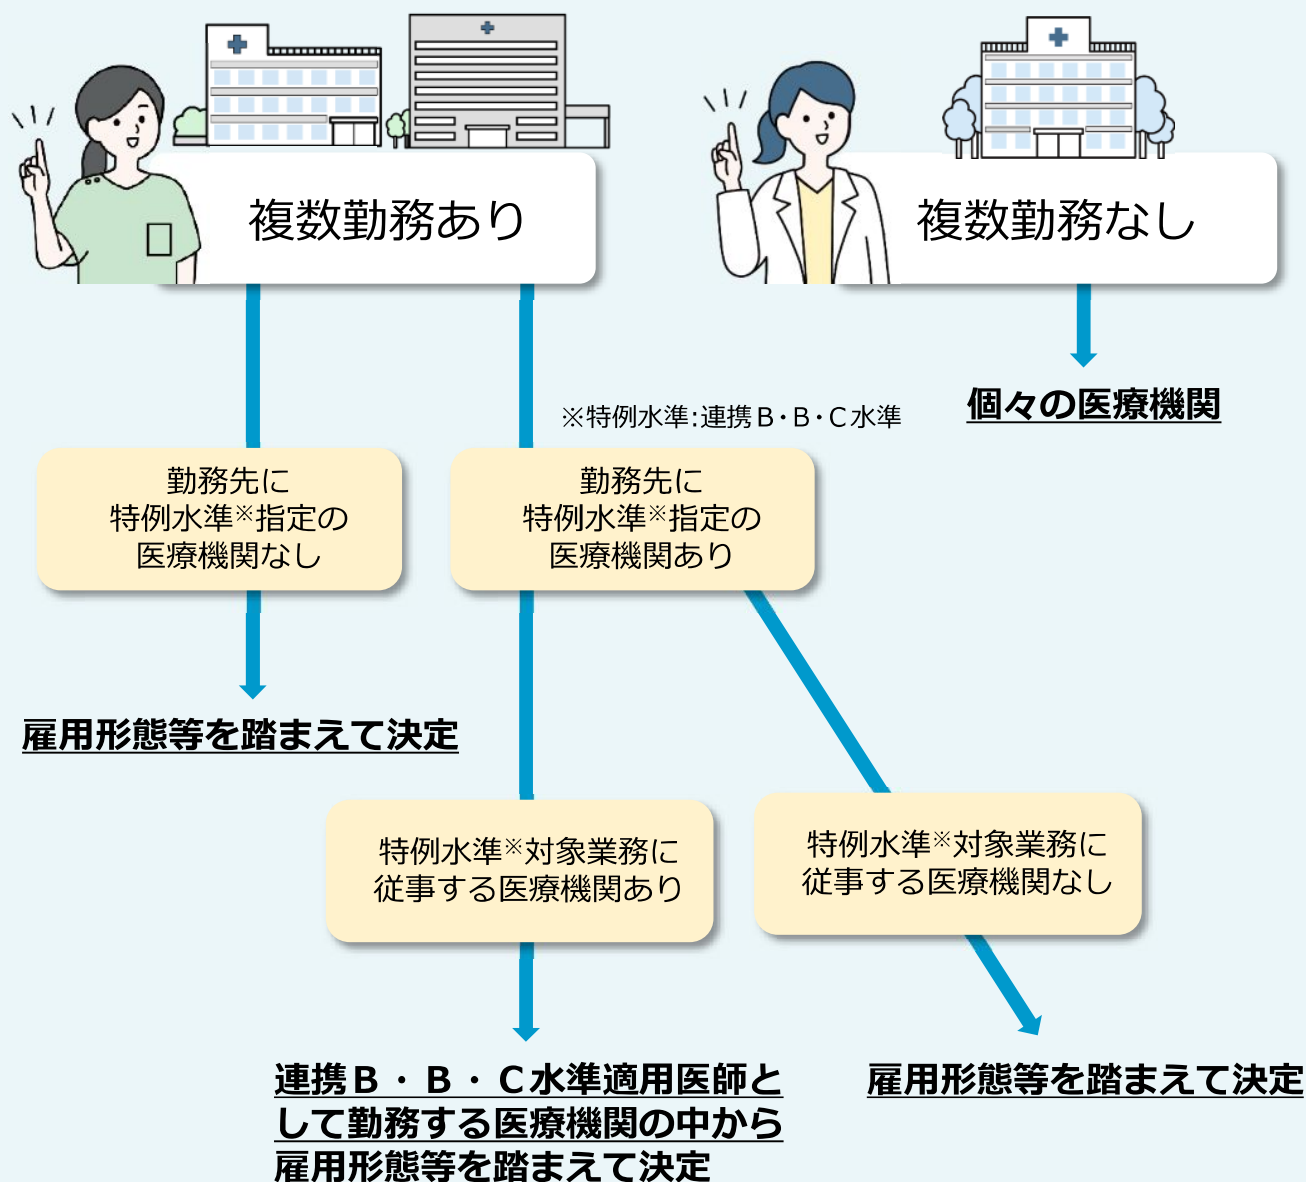 複数勤務あり
複数勤務なし
個々の医療機関
※特例水準:連携B・B・C水準
勤務先に
特例水準※指定の
医療機関なし
勤務先に
特例水準※指定の
医療機関あり
雇用形態等を踏まえて決定
特例水準※対象業務に
従事する医療機関あり
特例水準※対象業務に
従事する医療機関なし
連携B・B・C水準適用医師と
して勤務する医療機関の中から
雇用形態等を踏まえて決定
雇用形態等を踏まえて決定